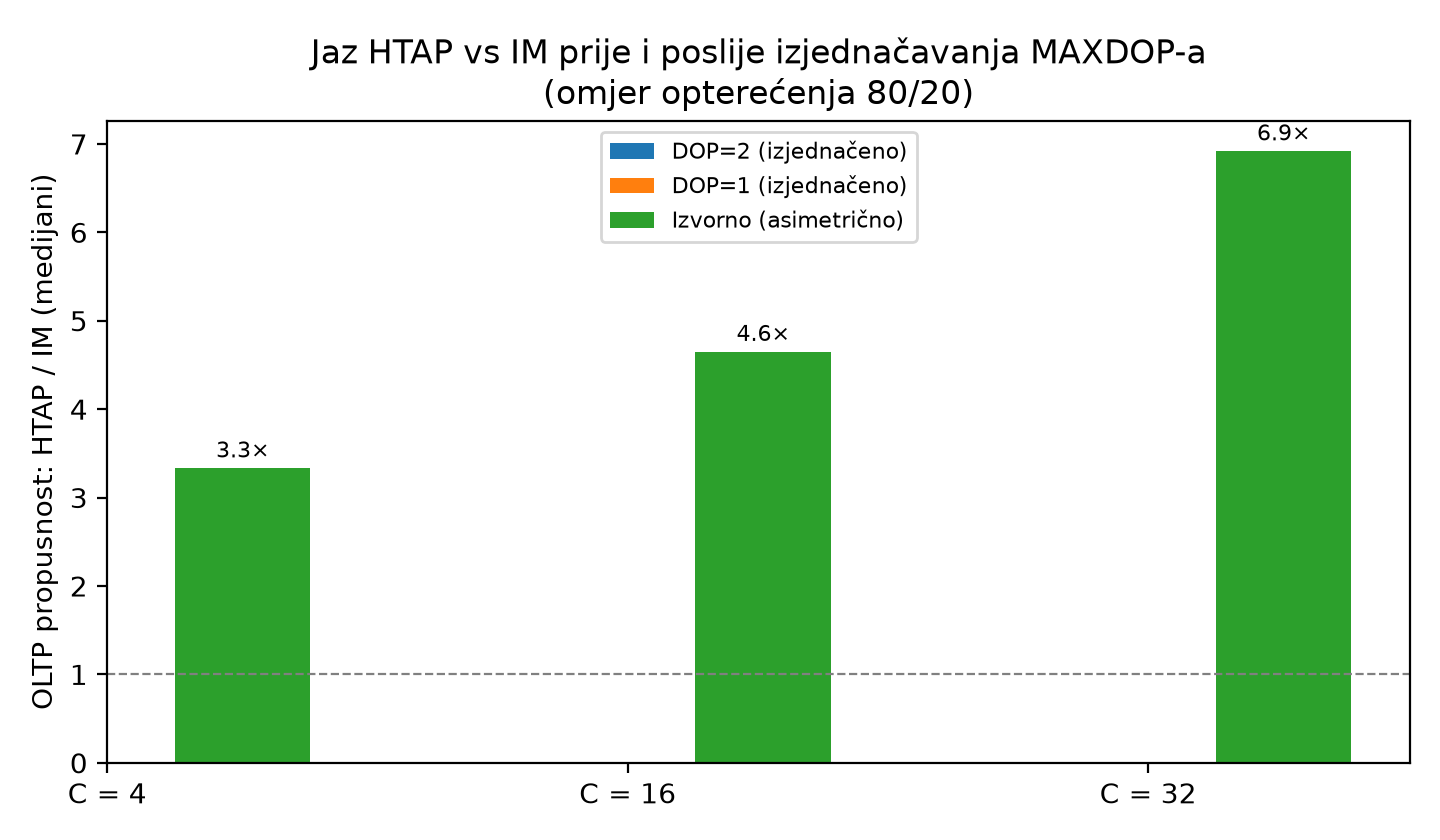 Jaz HTAP vs IM prije i poslije izjednačavanja MAXDOP-a
(omjer opterećenja 80/20)
OLTP propusnost: HTAP / IM (medijani)
7
6
5
4
3
2
1
0
DOP=2 (izjednačeno)
DOP=1 (izjednačeno)
Izvorno (asimetrično)
3.3×
4.6×
6.9×
C = 4
C = 16
C = 32